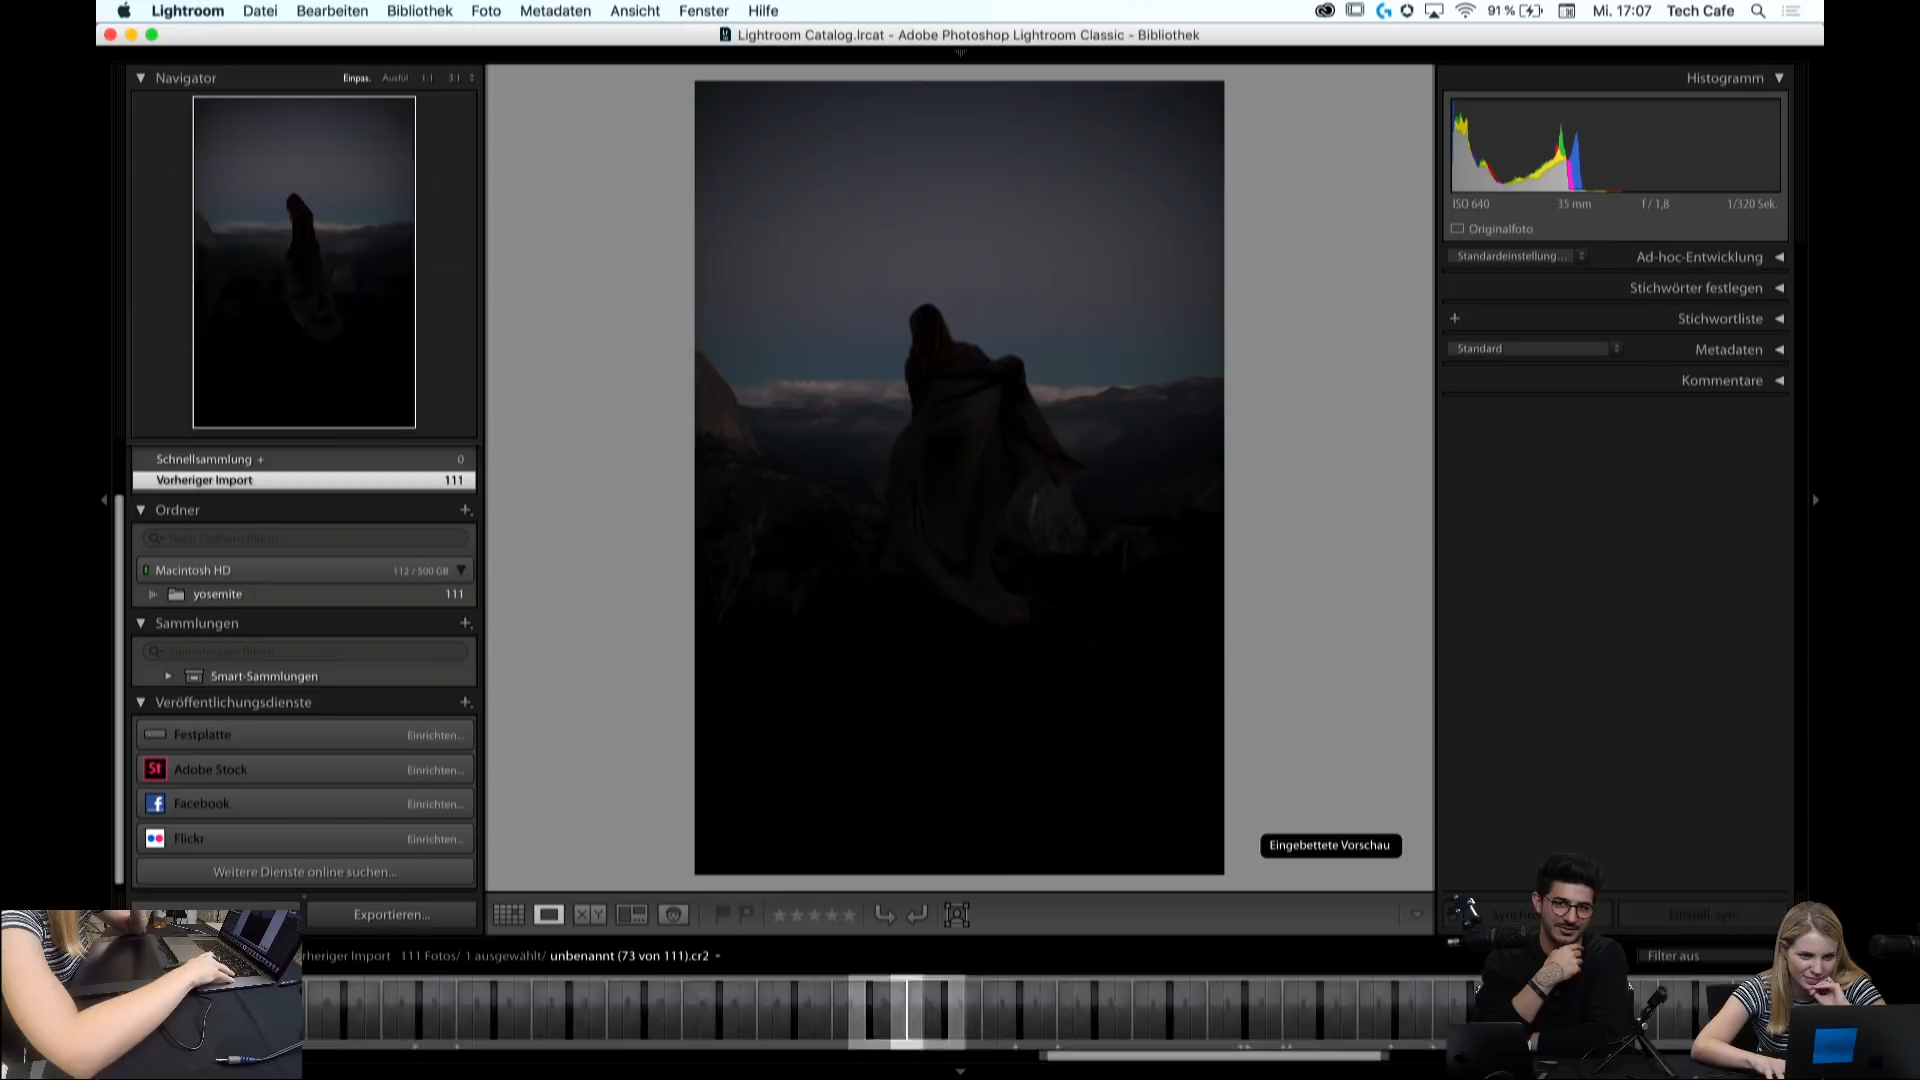 Lightroom Datei Bearbeiten Bibliothek Foto Metadaten Ansicht Fenster Hilfe 91 % Mi. 17:07 Tech Cafe
Lightroom Catalog.lrcat - Adobe Photoshop Lightroom Classic - Bibliothek
Navigator Einpas. Ausfül 1:1 3:1
Schnellsammlung + 0
Vorheriger Import 111
Ordner +
Macintosh HD 112 / 500 GB
yosemite 111
Sammlungen +
Smart-Sammlungen
Veröffentlichungsdienste +
Festplatte Einrichten...
St Adobe Stock Einrichten...
f Facebook Einrichten...
Flickr Einrichten...
Weitere Dienste online suchen...
Exportieren...
Eingebettete Vorschau
XY
Histogramm
ISO 640 35 mm f / 1,8 1/320 Sek.
Originalfoto
Standardeinstellung... Ad-hoc-Entwicklung
Stichwörter festlegen
+ Stichwortliste
Standard Metadaten
Kommentare
Einstell. syn
111 Fotos/ 1 ausgewählt/ unbenannt (73 von 111).cr2
Filter aus